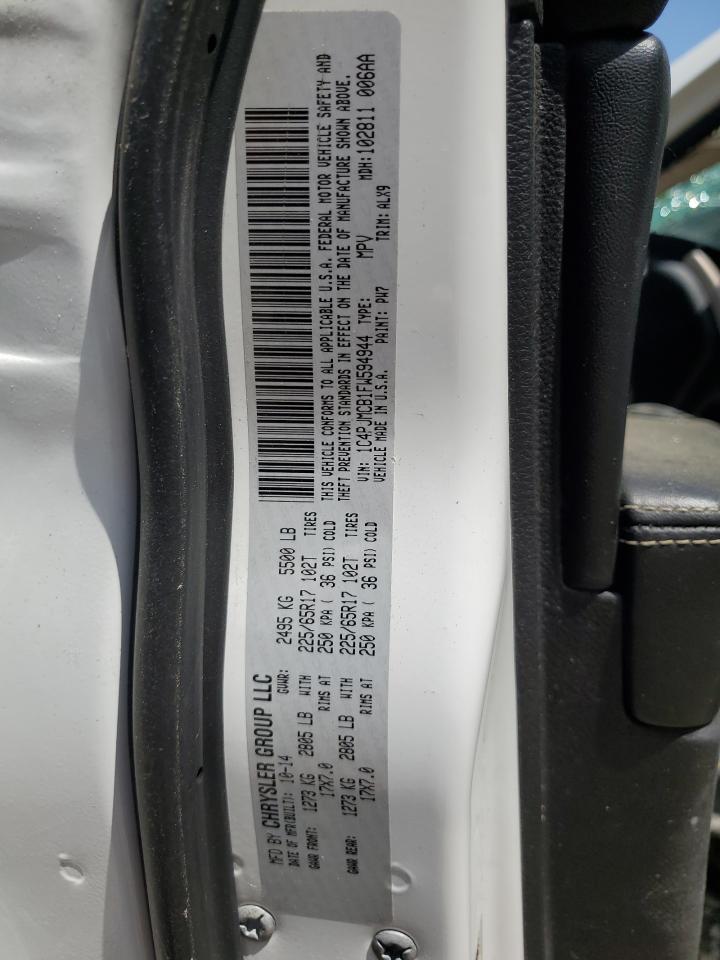 MFD BY CHRYSLER GROUP LLC
DATE OF MFR(BUILT): 10-14 GVWR: 2495 KG 5500 LB
GAWR FRONT: 1273 KG 2805 LB WITH 225/65R17 102T TIRES
17X7.0 RIMS AT 250 KPA ( 36 PSI) COLD
GAWR REAR: 1273 KG 2805 LB WITH 225/65R17 102T TIRES
17X7.0 RIMS AT 250 KPA ( 36 PSI) COLD
THIS VEHICLE CONFORMS TO ALL APPLICABLE U.S.A. FEDERAL MOTOR VEHICLE SAFETY AND
THEFT PREVENTION STANDARDS IN EFFECT ON THE DATE OF MANUFACTURE SHOWN ABOVE.
VIN: 1C4PJMCB1FW594944 TYPE: MPV MDH: 102811 006AA
VEHICLE MADE IN U.S.A. PAINT: PW7 TRIM: ALX9